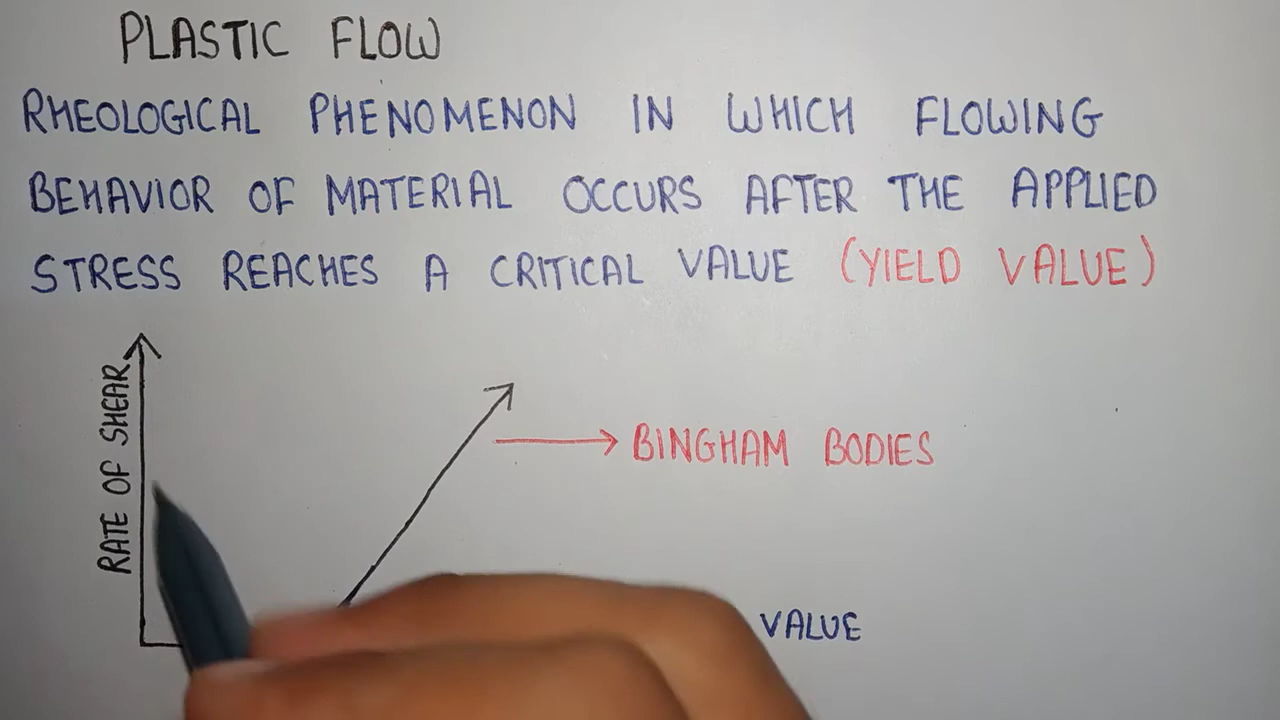 PLASTIC FLOW
RHEOLOGICAL PHENOMENON IN WHICH FLOWING
BEHAVIOR OF MATERIAL OCCURS AFTER THE APPLIED
STRESS REACHES A CRITICAL VALUE (YIELD VALUE)
RATE OF SHEAR
BINGHAM BODIES
VALUE